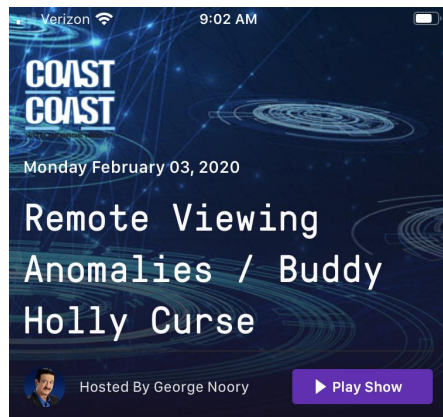 Verizon 9:02 AM
COAST
COAST
Monday February 03, 2020
Remote Viewing
Anomalies / Buddy
Holly Curse
Hosted By George Noory
Play Show